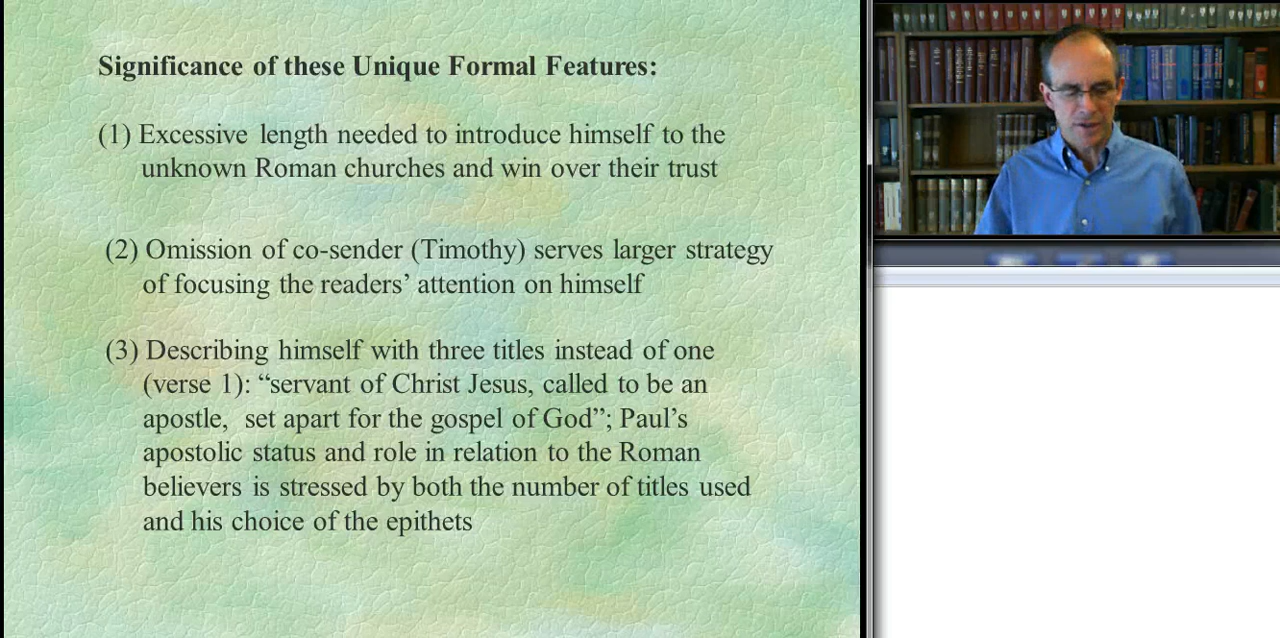 Significance of these Unique Formal Features:
(1) Excessive length needed to introduce himself to the
unknown Roman churches and win over their trust
(2) Omission of co-sender (Timothy) serves larger strategy
of focusing the readers’ attention on himself
(3) Describing himself with three titles instead of one
(verse 1): “servant of Christ Jesus, called to be an
apostle, set apart for the gospel of God”; Paul’s
apostolic status and role in relation to the Roman
believers is stressed by both the number of titles used
and his choice of the epithets